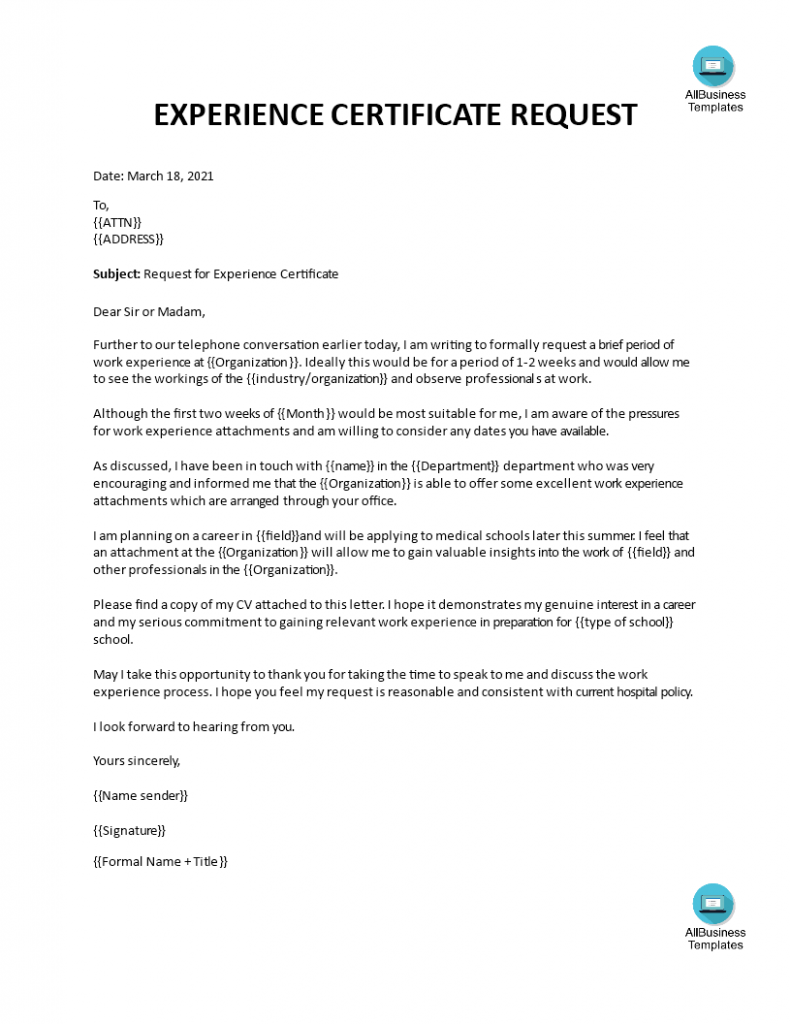 AllBusiness
Templates
EXPERIENCE CERTIFICATE REQUEST
Date: March 18, 2021
To,
{{ATTN}}
{{ADDRESS}}
Subject: Request for Experience Certificate
Dear Sir or Madam,
Further to our telephone conversation earlier today, I am writing to formally request a brief period of
work experience at {{Organization}}. Ideally this would be for a period of 1-2 weeks and would allow me
to see the workings of the {{industry/organization}} and observe professionals at work.
Although the first two weeks of {{Month}} would be most suitable for me, I am aware of the pressures
for work experience attachments and am willing to consider any dates you have available.
As discussed, I have been in touch with {{name}} in the {{Department}} department who was very
encouraging and informed me that the {{Organization}} is able to offer some excellent work experience
attachments which are arranged through your office.
I am planning on a career in {{field}}and will be applying to medical schools later this summer. I feel that
an attachment at the {{Organization}} will allow me to gain valuable insights into the work of {{field}} and
other professionals in the {{Organization}}.
Please find a copy of my CV attached to this letter. I hope it demonstrates my genuine interest in a career
and my serious commitment to gaining relevant work experience in preparation for {{type of school}}
school.
May I take this opportunity to thank you for taking the time to speak to me and discuss the work
experience process. I hope you feel my request is reasonable and consistent with current hospital policy.
I look forward to hearing from you.
Yours sincerely,
{{Name sender}}
{{Signature}}
{{Formal Name + Title}}
AllBusiness
Templates